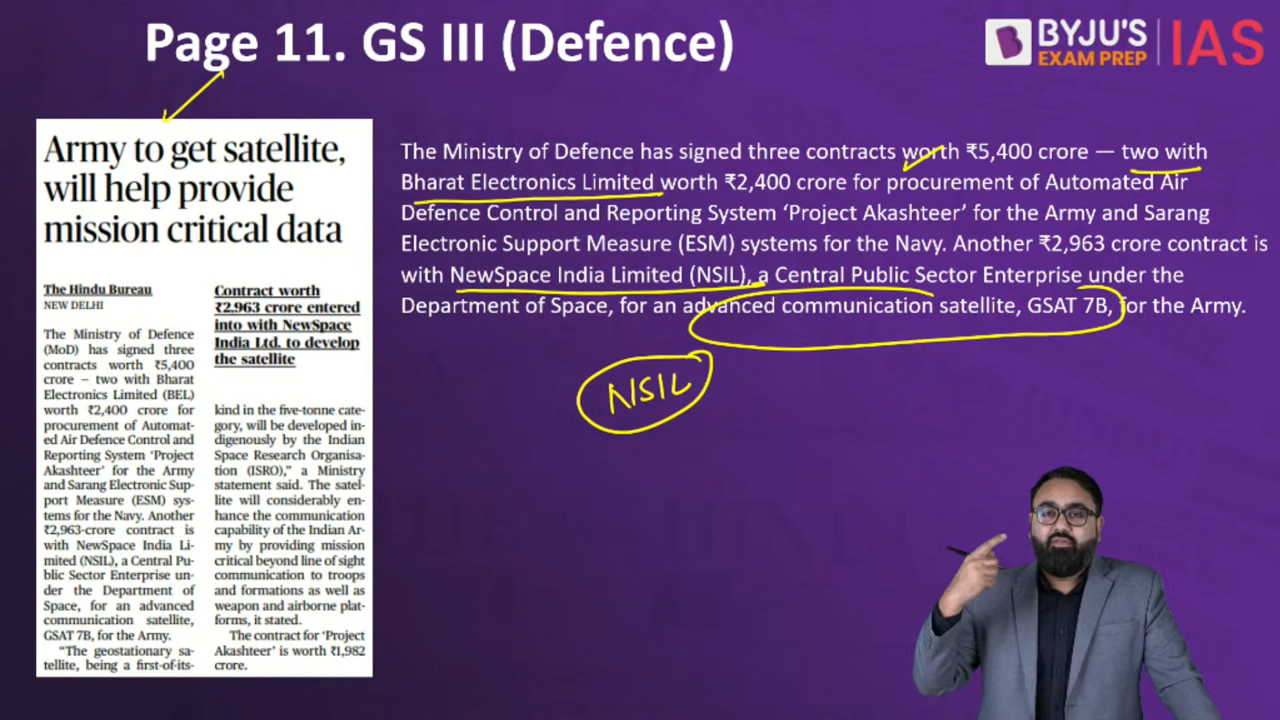 Page 11. GS III (Defence)
BYJU'S
EXAM PREP
IAS
Army to get satellite,
will help provide
mission critical data
The Hindu Bureau
NEW DELHI
The Ministry of Defence
(MoD) has signed three
contracts worth ₹5,400
crore – two with Bharat
Electronics Limited (BEL)
worth ₹2,400 crore for
procurement of Automat-
ed Air Defence Control and
Reporting System ‘Project
Akashteer’ for the Army
and Sarang Electronic Sup-
port Measure (ESM) sys-
tems for the Navy. Another
₹2,963-crore contract is
with NewSpace India Li-
mited (NSIL), a Central Pu-
blic Sector Enterprise un-
der the Department of
Space, for an advanced
communication satellite,
GSAT 7B, for the Army.
“The geostationary sa-
tellite, being a first-of-its-
Contract worth
₹2,963 crore entered
into with NewSpace
India Ltd. to develop
the satellite
kind in the five-tonne cate-
gory, will be developed in-
digenously by the Indian
Space Research Organisa-
tion (ISRO),” a Ministry
statement said. The satel-
lite will considerably en-
hance the communication
capability of the Indian Ar-
my by providing mission
critical beyond line of sight
communication to troops
and formations as well as
weapon and airborne plat-
forms, it stated.
The contract for ‘Project
Akashteer’ is worth ₹1,982
crore.
The Ministry of Defence has signed three contracts worth ₹5,400 crore — two with
Bharat Electronics Limited worth ₹2,400 crore for procurement of Automated Air
Defence Control and Reporting System ‘Project Akashteer’ for the Army and Sarang
Electronic Support Measure (ESM) systems for the Navy. Another ₹2,963 crore contract is
with NewSpace India Limited (NSIL), a Central Public Sector Enterprise under the
Department of Space, for an advanced communication satellite, GSAT 7B, for the Army.
NSIL